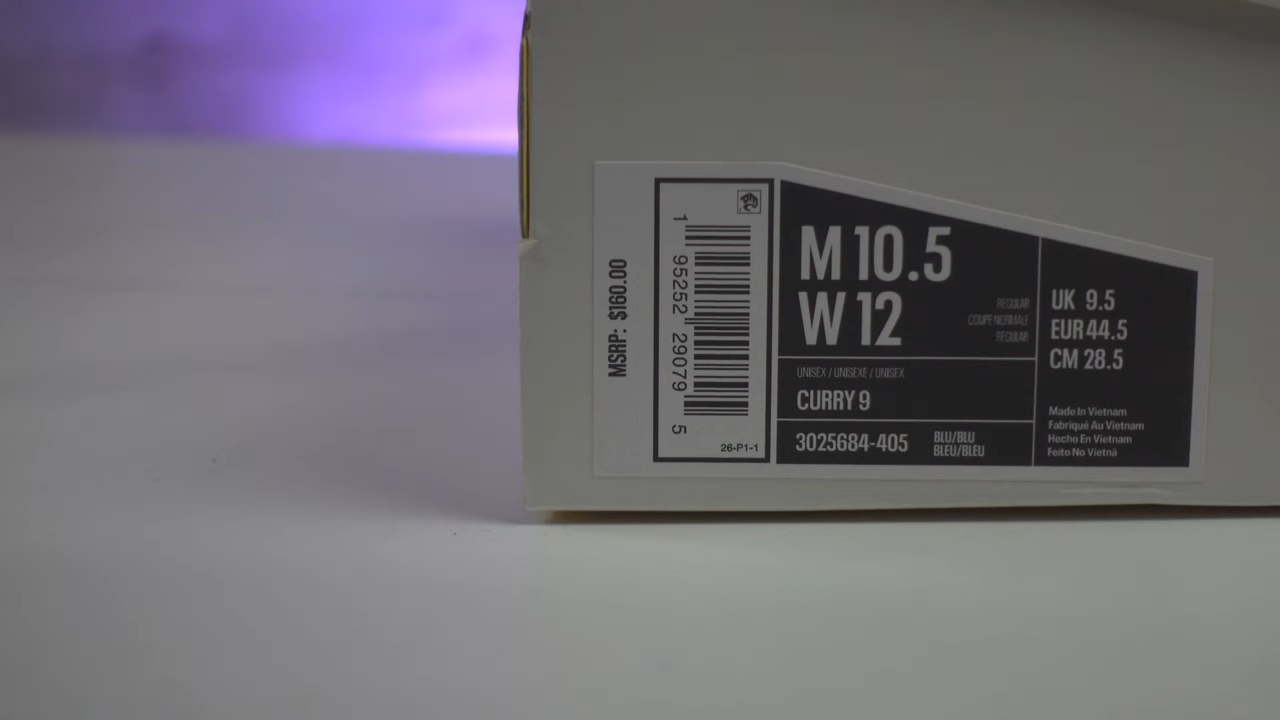 MSRP: $160.00
1 95252 29079 5
26-P1-1
M 10.5
W 12
REGULAR
COUPE NORMALE
REGULAR
UNISEX / UNISEXE / UNISEX
CURRY 9
3025684-405
BLU/BLU
BLEU/BLEU
UK 9.5
EUR 44.5
CM 28.5
Made In Vietnam
Fabriqué Au Vietnam
Hecho En Vietnam
Feito No Vietnã